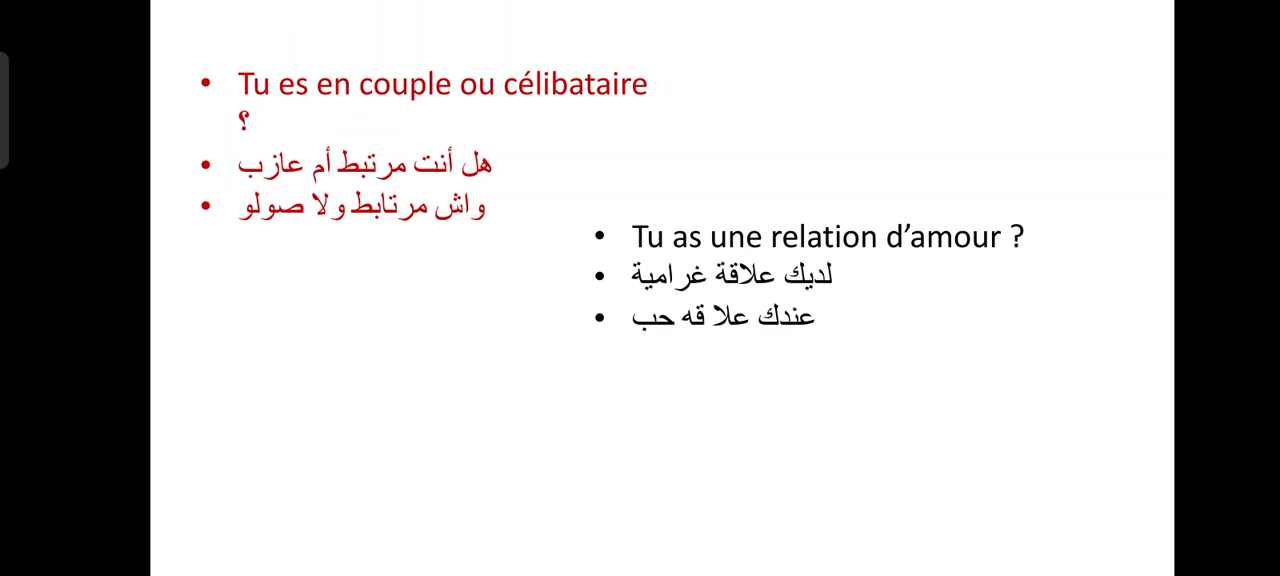 • Tu es en couple ou célibataire
؟
• هل أنت مرتبط أم عازب
• واش مرتابط ولا صولو
• Tu as une relation d’amour ?
• لديك علاقة غرامية
• عندك علا قه حب